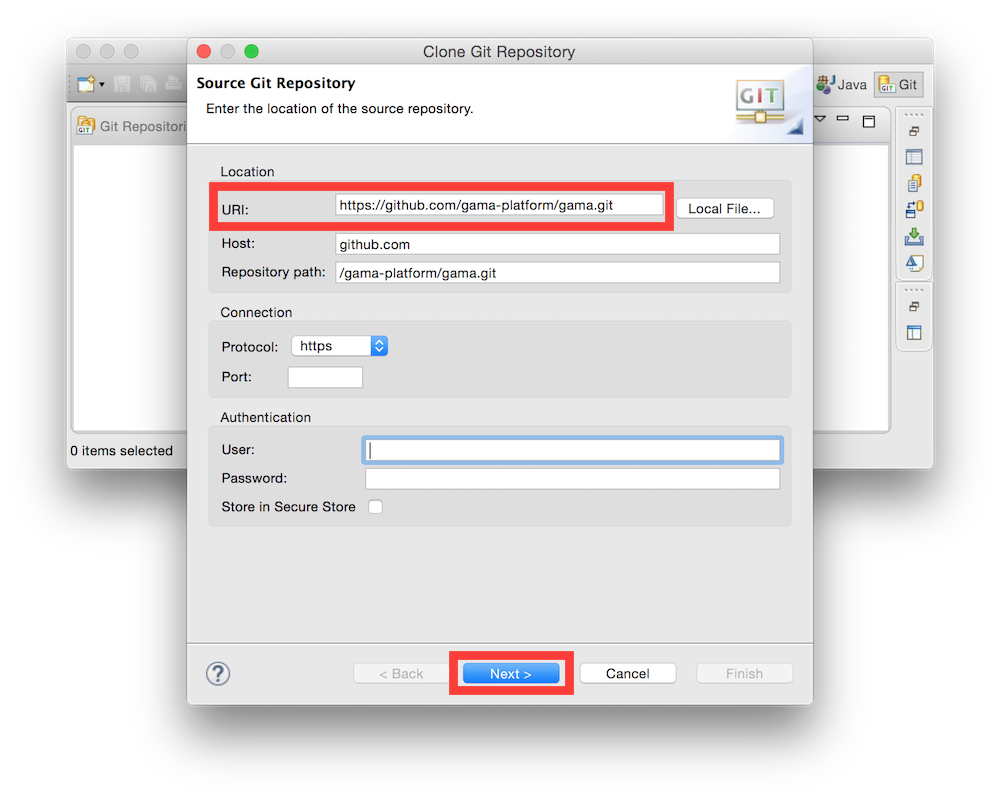 Clone Git Repository
Source Git Repository
Enter the location of the source repository.
GIT
Java
Git
GIT
Git Repositori
Location
URI:
https://github.com/gama-platform/gama.git
Local File...
Host:
github.com
Repository path:
/gama-platform/gama.git
Connection
Protocol:
https
Port:
Authentication
User:
0 items selected
Password:
Store in Secure Store
?
< Back
Next >
Cancel
Finish